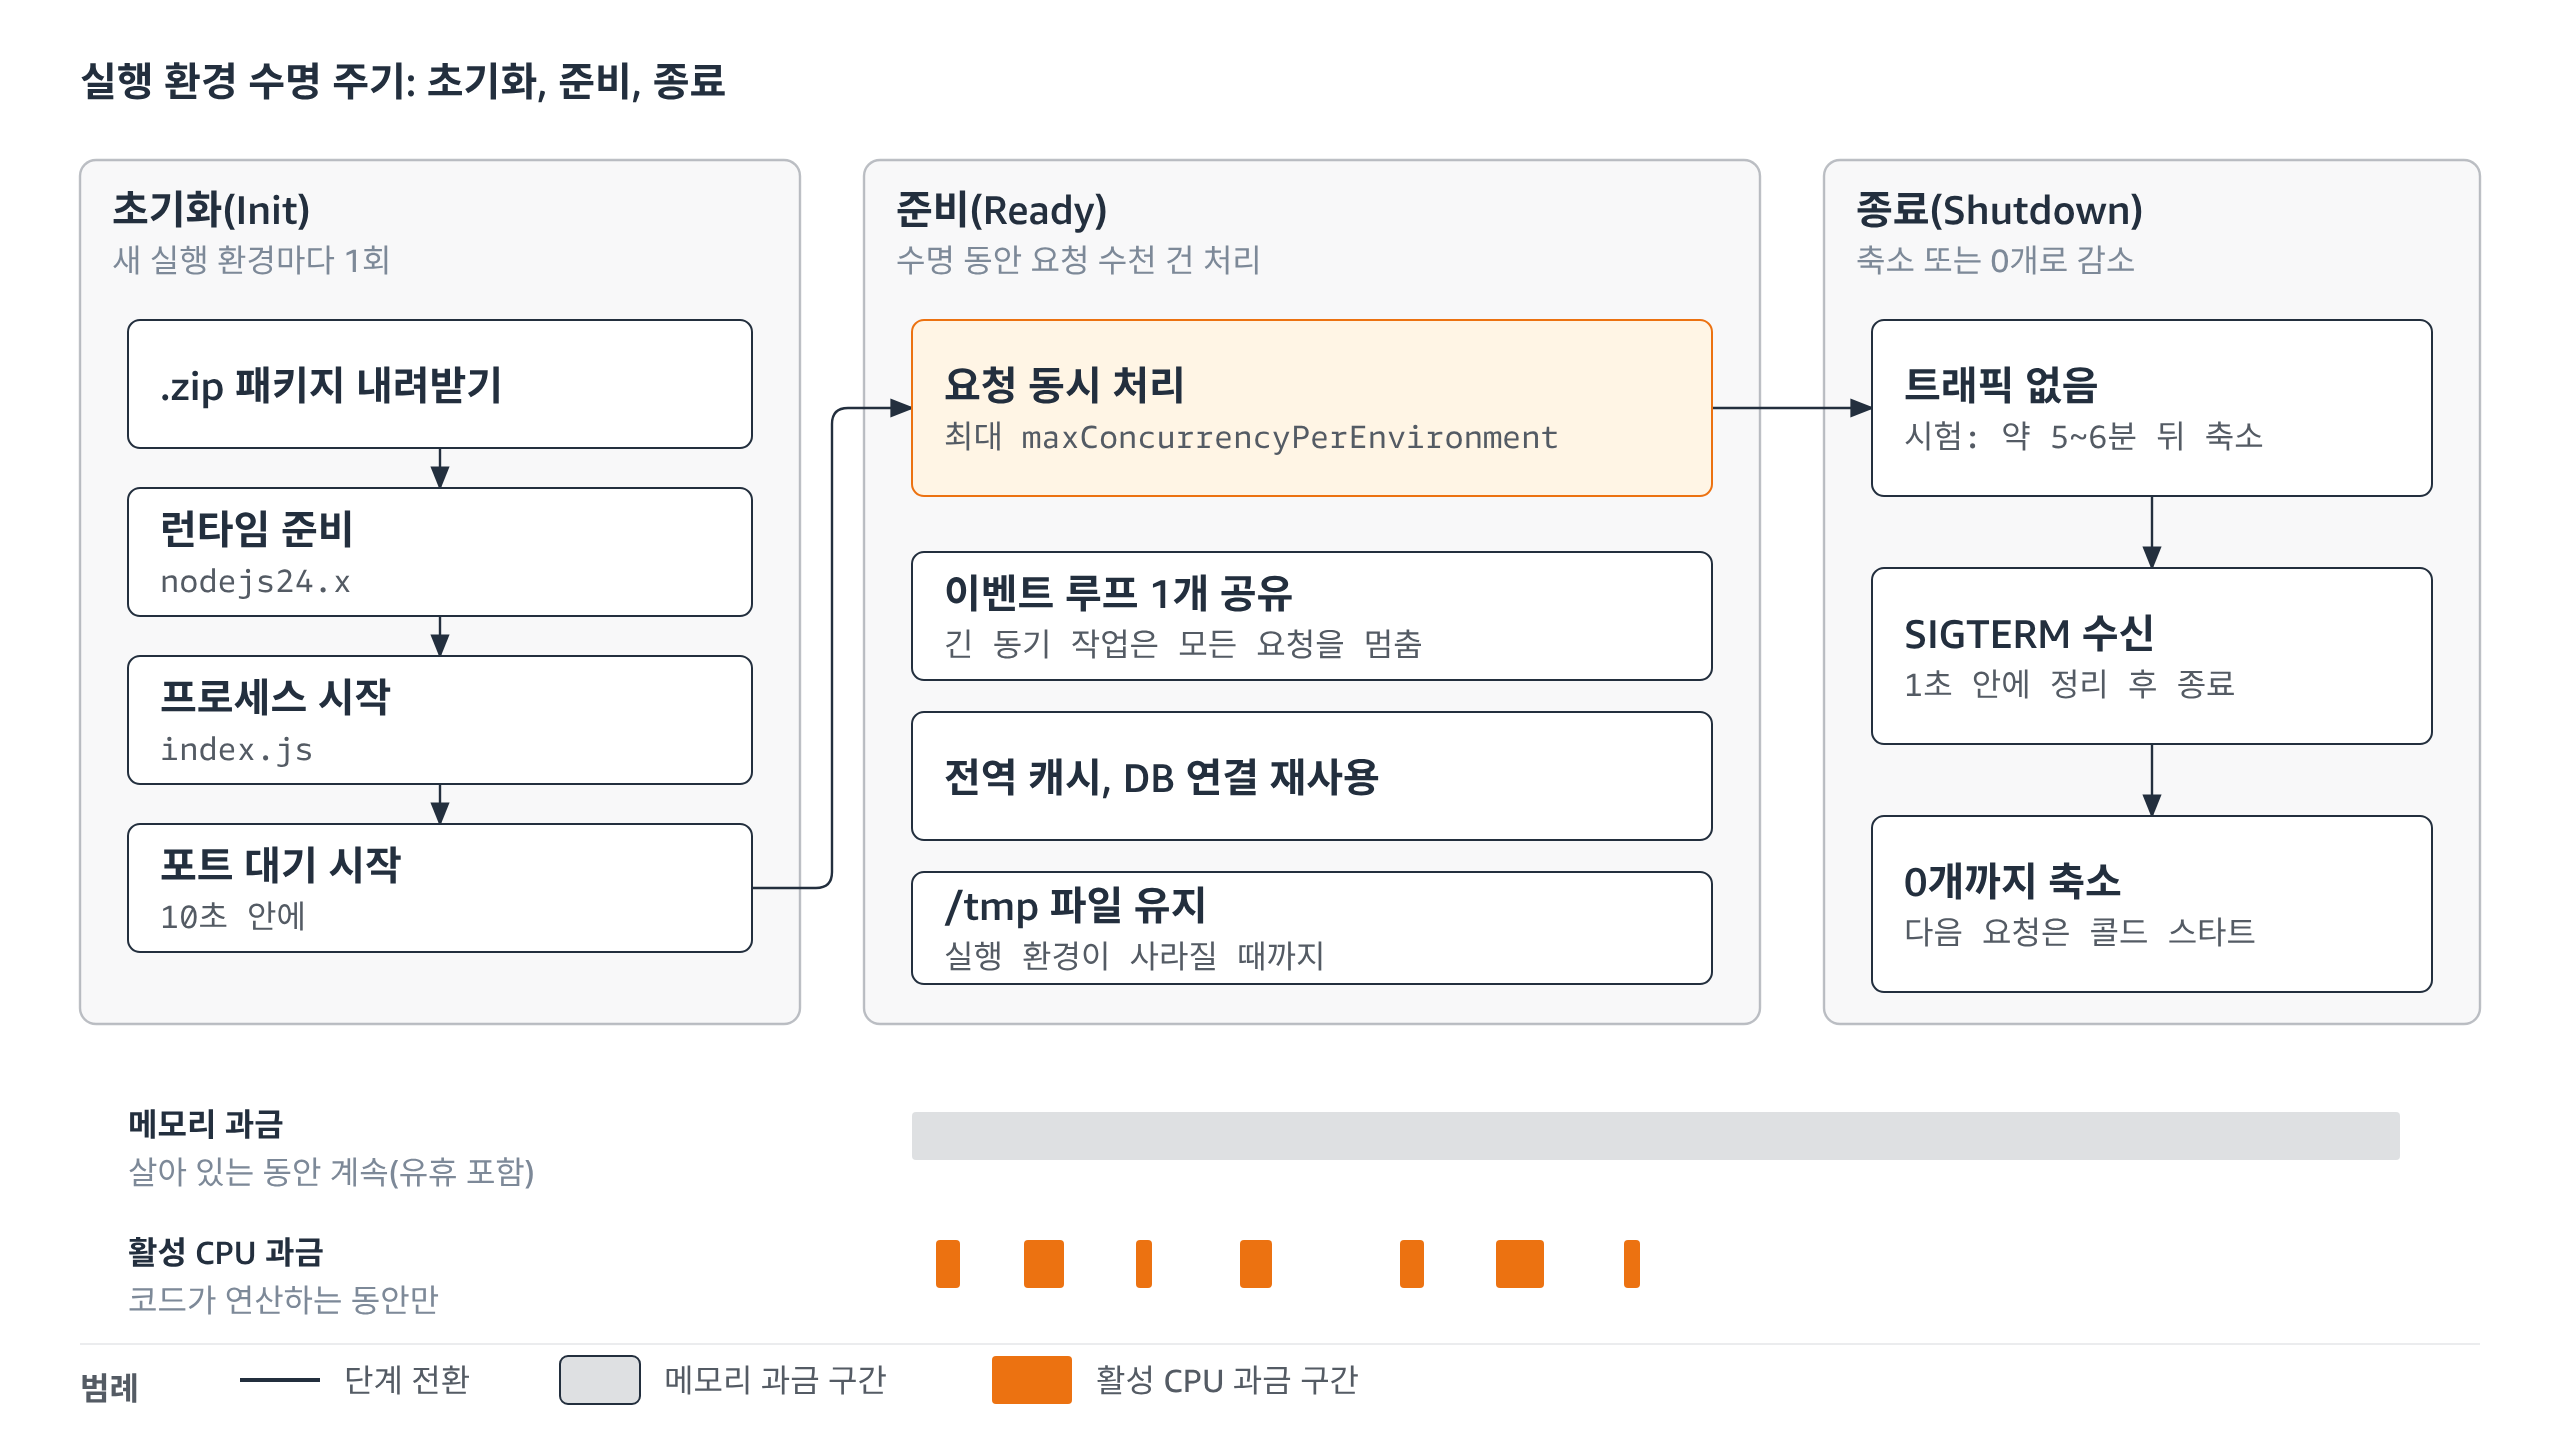 실행 환경 수명 주기: 초기화, 준비, 종료
초기화(Init)
새 실행 환경마다 1회
.zip 패키지 내려받기
런타임 준비
nodejs24.x
프로세스 시작
index.js
포트 대기 시작
10초 안에
준비(Ready)
수명 동안 요청 수천 건 처리
요청 동시 처리
최대 maxConcurrencyPerEnvironment
이벤트 루프 1개 공유
긴 동기 작업은 모든 요청을 멈춤
전역 캐시, DB 연결 재사용
/tmp 파일 유지
실행 환경이 사라질 때까지
종료(Shutdown)
축소 또는 0개로 감소
트래픽 없음
시험: 약 5~6분 뒤 축소
SIGTERM 수신
1초 안에 정리 후 종료
0개까지 축소
다음 요청은 콜드 스타트
메모리 과금
살아 있는 동안 계속(유휴 포함)
활성 CPU 과금
코드가 연산하는 동안만
범례
단계 전환
메모리 과금 구간
활성 CPU 과금 구간